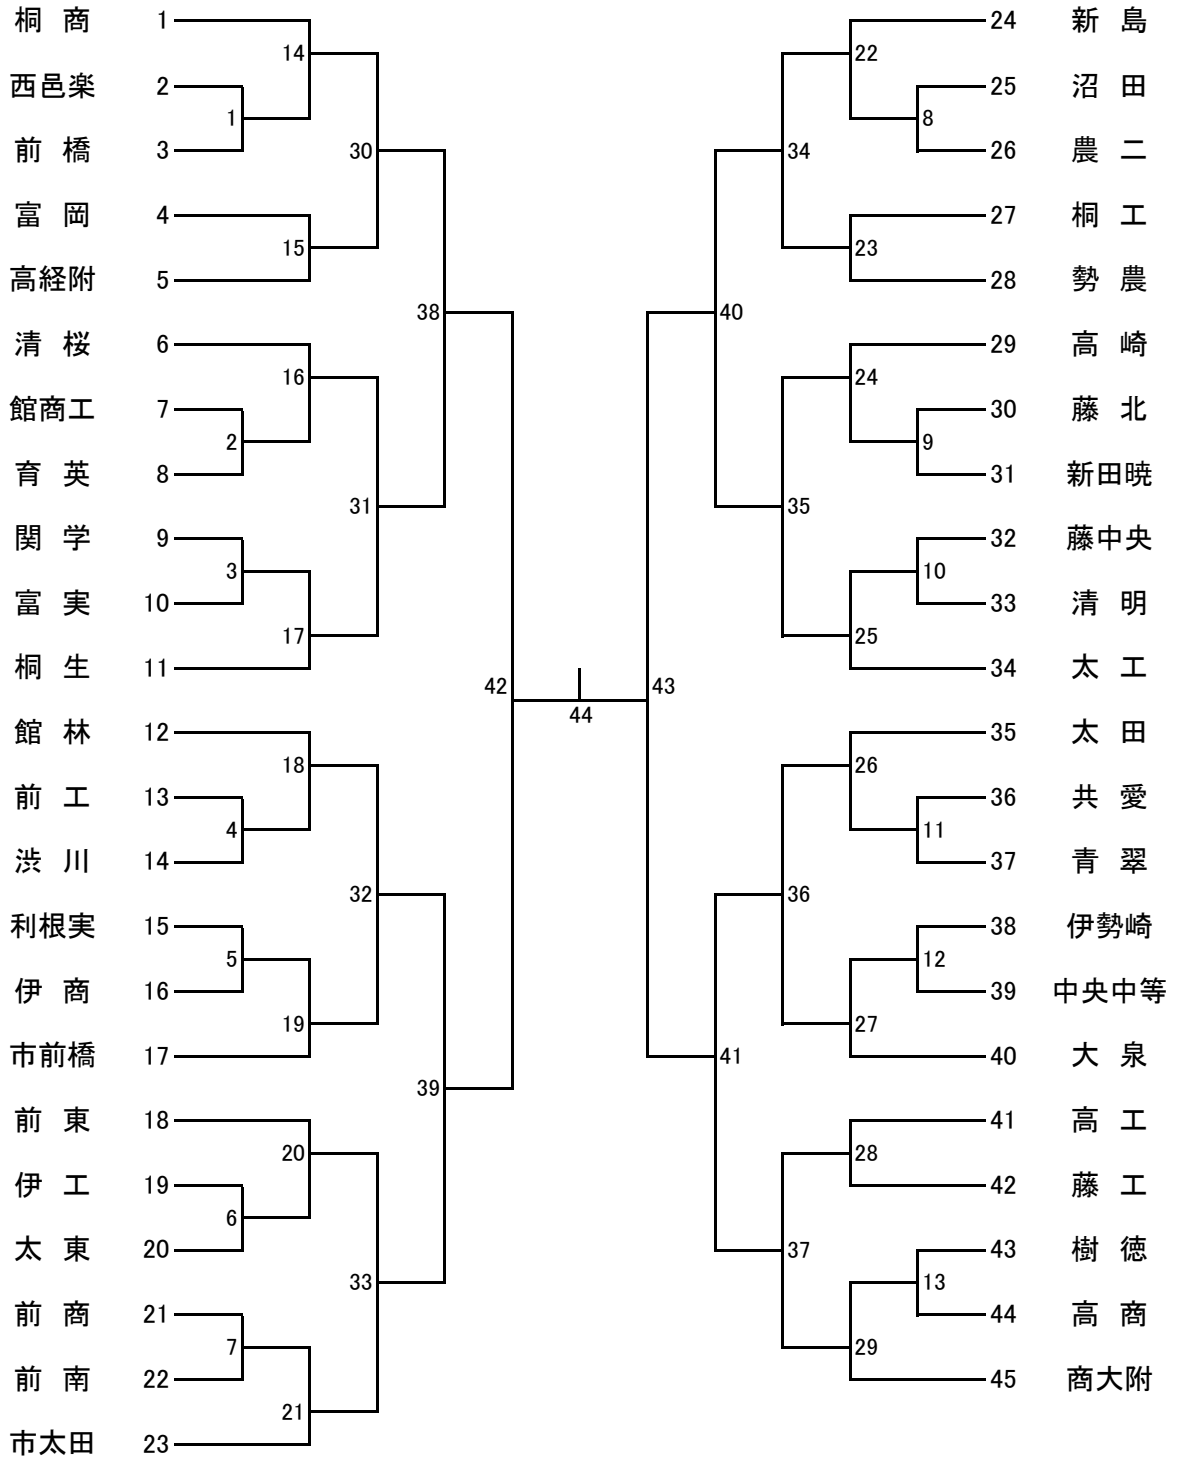 桐 商 1 24 新 島
14 22
西邑楽 2 25 沼 田
1 8
前 橋 3 30 34 26 農 二
富 岡 4 27 桐 工
15 23
高経附 5 28 勢 農
38 40
清 桜 6 29 高 崎
16 24
館商工 7 30 藤 北
2 9
育 英 8 31 新田暁
31 35
関 学 9 32 藤中央
3 10
富 実 10 33 清 明
17 25
桐 生 11 34 太 工
42 43
44
館 林 12 35 太 田
18 26
前 工 13 36 共 愛
4 11
渋 川 14 37 青 翠
32 36
利根実 15 38 伊勢崎
5 12
伊 商 16 39 中央中等
19 27
市前橋 17 41 40 大 泉
39
前 東 18 41 高 工
20 28
伊 工 19 42 藤 工
6
太 東 20 37 43 樹 徳
33 13
前 商 21 44 高 商
7 29
前 南 22 45 商大附
21
市太田 23